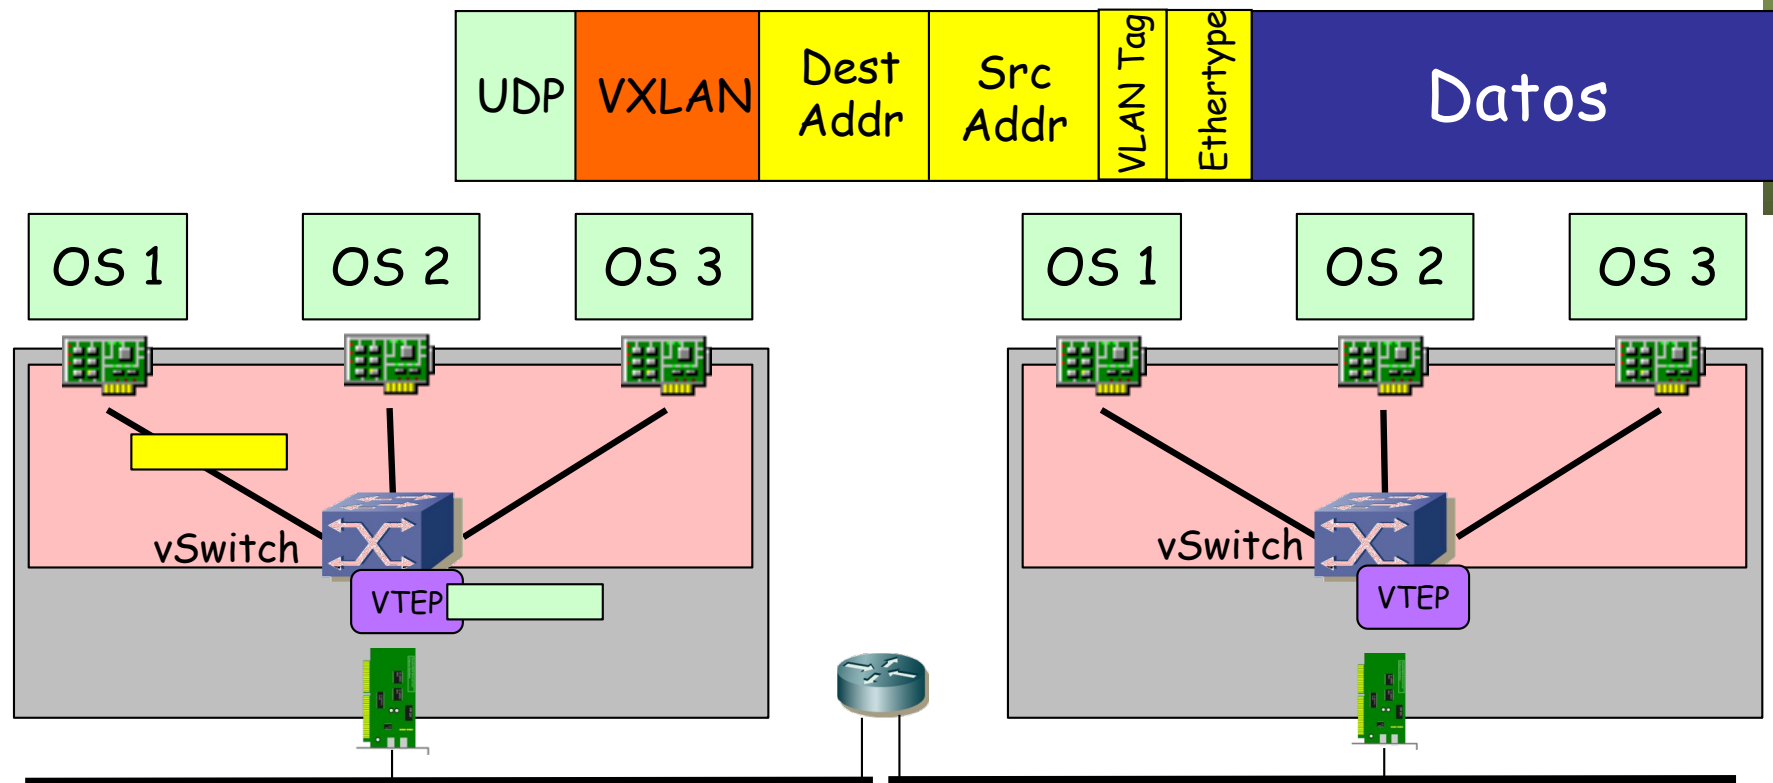 UDP
VXLAN
Dest
Addr
Src
Addr
VLAN Tag
Ethertype
Datos
OS 1
OS 2
OS 3
OS 1
OS 2
OS 3
vSwitch
vSwitch
VTEP
VTEP